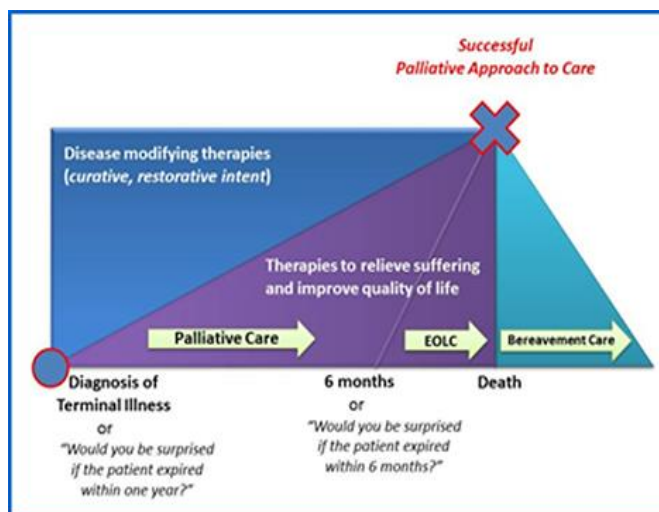 Successful
Palliative Approach to Care
Disease modifying therapies
(curative, restorative intent)
Therapies to relieve suffering
and improve quality of life
Palliative Care
EOLC
Bereavement Care
Diagnosis of
Terminal Illness
or
“Would you be surprised
if the patient expired
within one year?”
6 months
or
“Would you be surprised
if the patient expired
within 6 months?”
Death